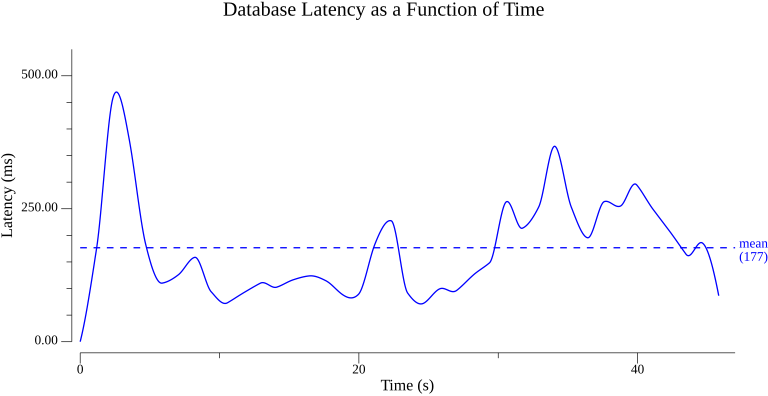 Database Latency as a Function of Time
500.00
250.00
0.00
Latency (ms)
mean
(177)
0
20
40
Time (s)